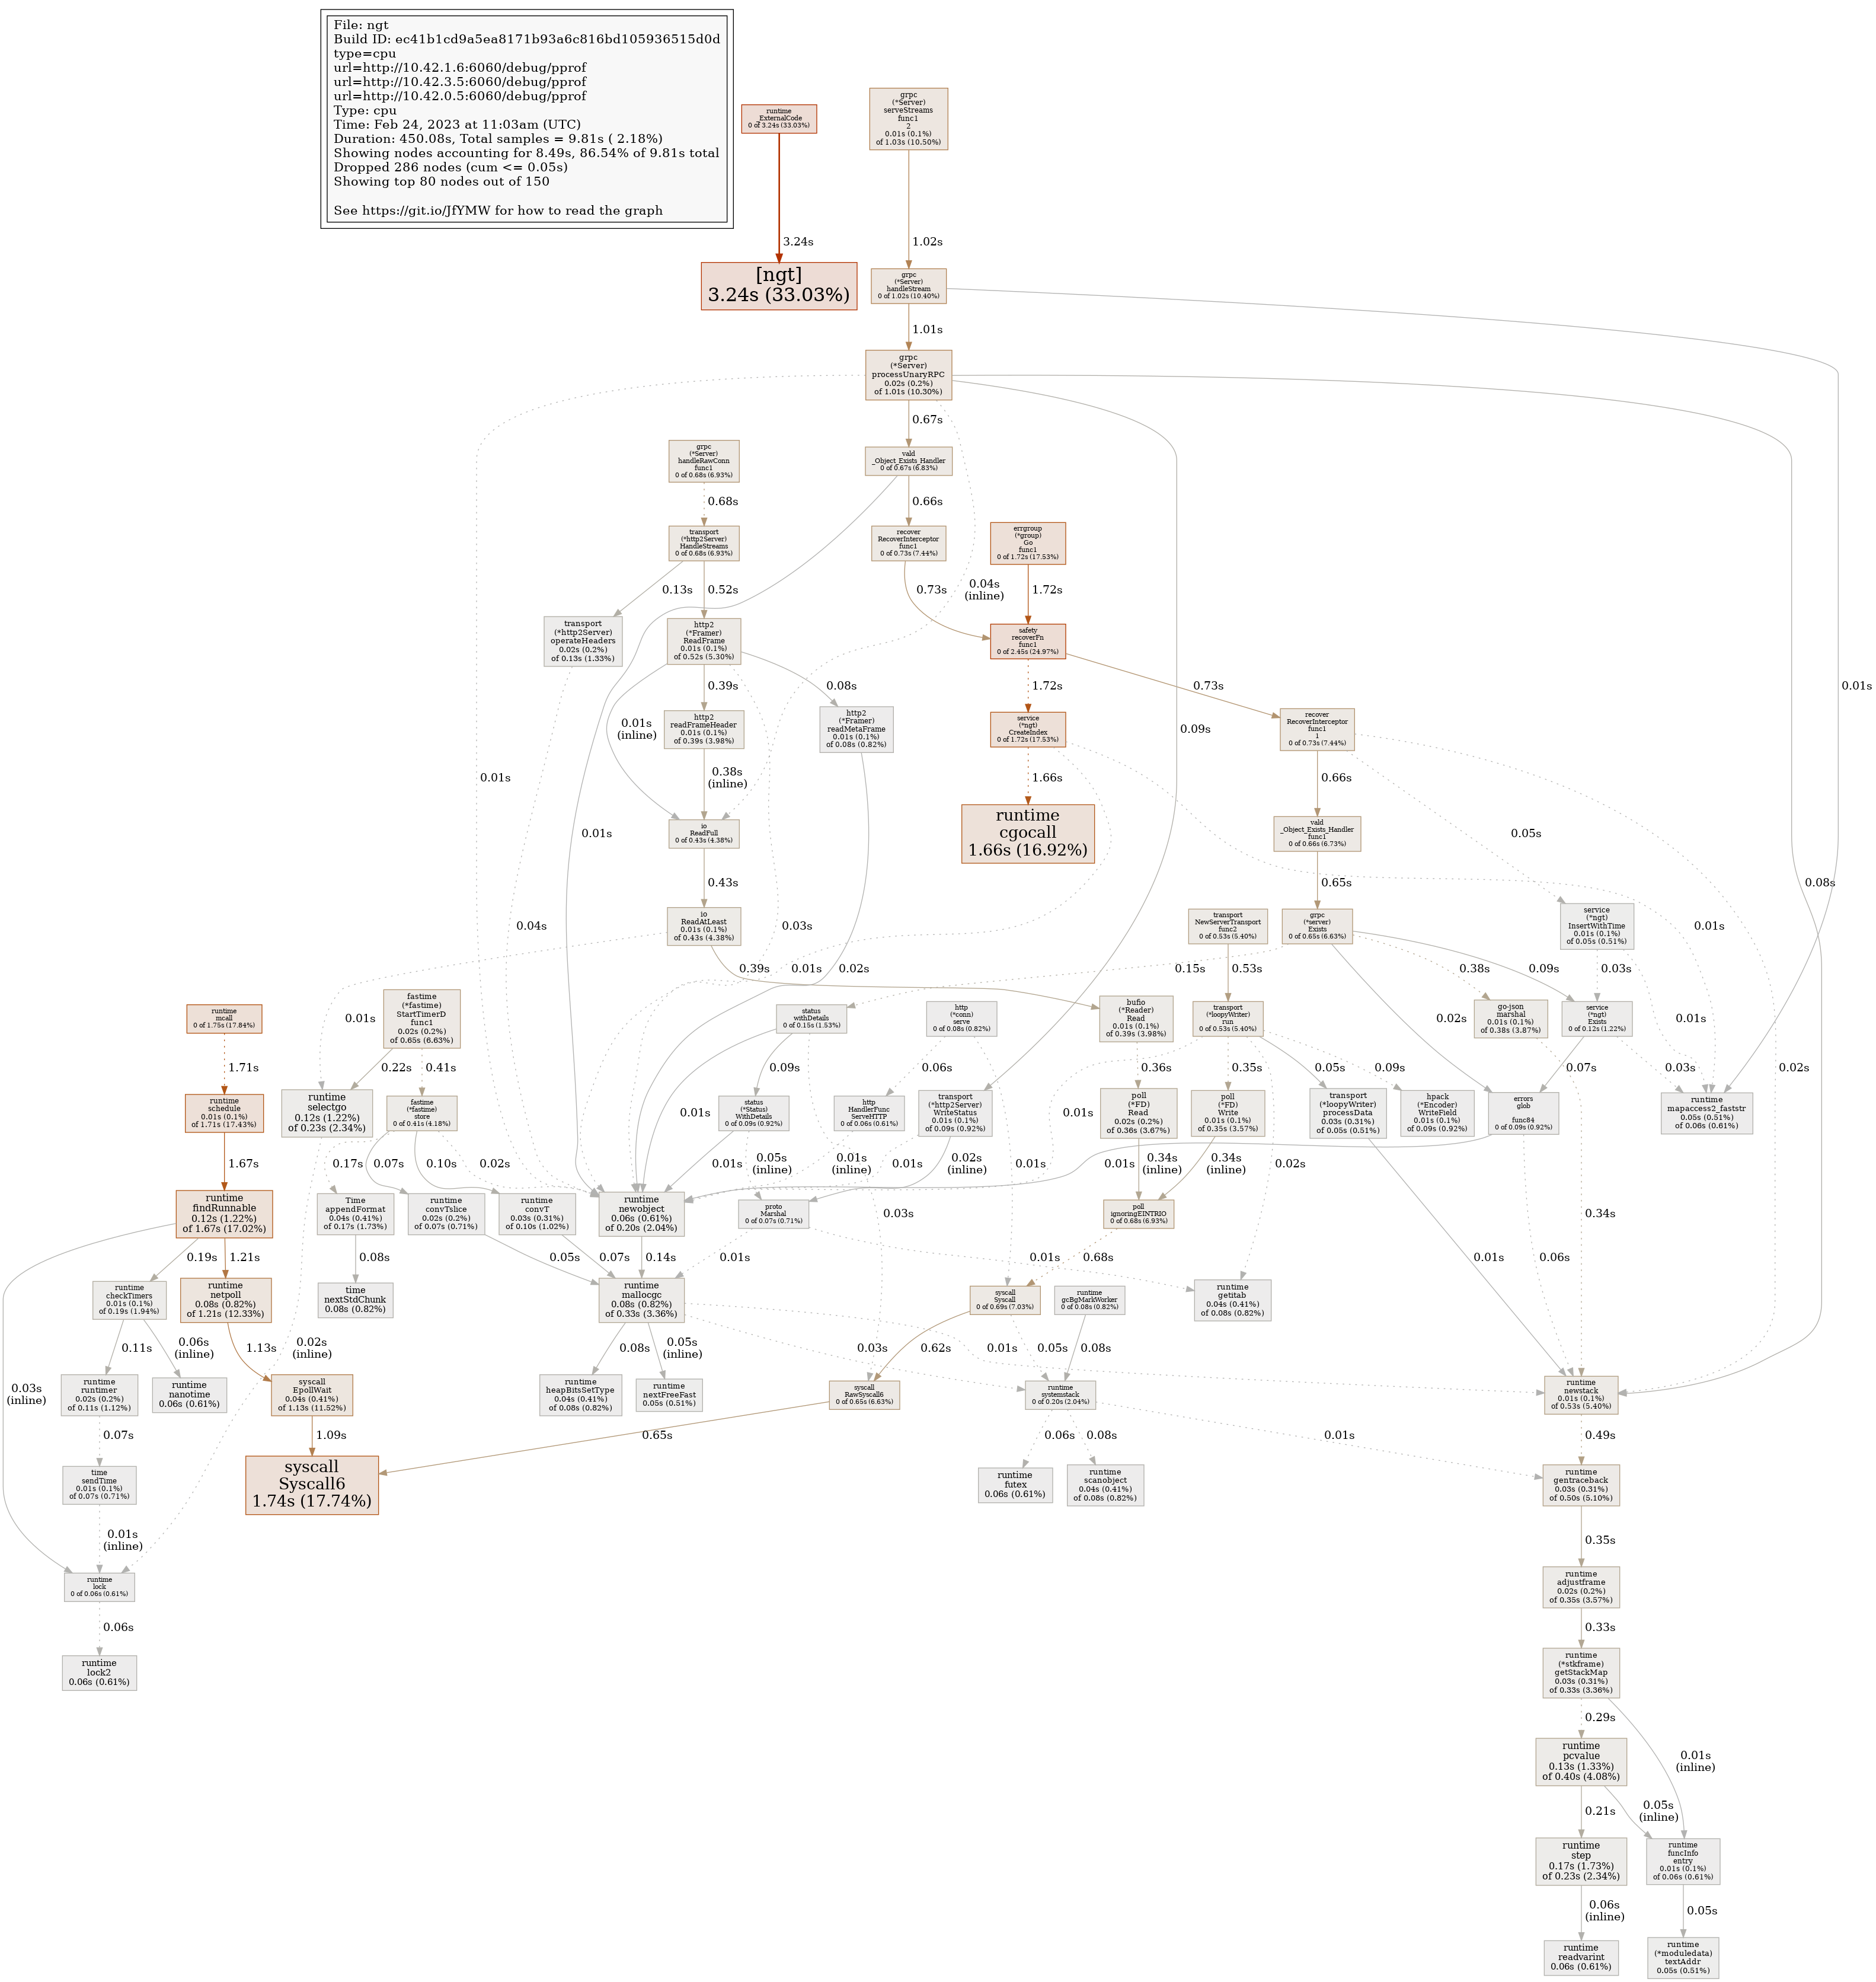 File: ngt
Build ID: ec41b1cd9a5ea8171b93a6c816bd105936515d0d
type=cpu
url=http://10.42.1.6:6060/debug/pprof
url=http://10.42.3.5:6060/debug/pprof
url=http://10.42.0.5:6060/debug/pprof
Type: cpu
Time: Feb 24, 2023 at 11:03am (UTC)
Duration: 450.08s, Total samples = 9.81s ( 2.18%)
Showing nodes accounting for 8.49s, 86.54% of 9.81s total
Dropped 286 nodes (cum <= 0.05s)
Showing top 80 nodes out of 150
See https://git.io/JfYMW for how to read the graph
runtime
_ExternalCode
0 of 3.24s (33.03%)
grpc
(*Server)
serveStreams
func1
2
0.01s (0.1%)
of 1.03s (10.50%)
3.24s
1.02s
[ngt]
3.24s (33.03%)
grpc
(*Server)
handleStream
0 of 1.02s (10.40%)
1.01s
0.01s
grpc
(*Server)
processUnaryRPC
0.02s (0.2%)
of 1.01s (10.30%)
0.01s
0.67s
0.04s
(inline)
0.09s
0.08s
grpc
(*Server)
handleRawConn
func1
0 of 0.68s (6.93%)
0.68s
vald
_Object_Exists_Handler
0 of 0.67s (6.83%)
0.01s
0.66s
transport
(*http2Server)
HandleStreams
0 of 0.68s (6.93%)
0.13s
0.52s
recover
RecoverInterceptor
func1
0 of 0.73s (7.44%)
0.73s
errgroup
(*group)
Go
func1
0 of 1.72s (17.53%)
1.72s
transport
(*http2Server)
operateHeaders
0.02s (0.2%)
of 0.13s (1.33%)
0.04s
http2
(*Framer)
ReadFrame
0.01s (0.1%)
of 0.52s (5.30%)
0.01s
(inline)
0.39s
0.03s
0.08s
safety
recoverFn
func1
0 of 2.45s (24.97%)
1.72s
0.73s
http2
readFrameHeader
0.01s (0.1%)
of 0.39s (3.98%)
0.38s
(inline)
http2
(*Framer)
readMetaFrame
0.01s (0.1%)
of 0.08s (0.82%)
0.02s
service
(*ngt)
CreateIndex
0 of 1.72s (17.53%)
1.66s
0.01s
0.01s
recover
RecoverInterceptor
func1
1
0 of 0.73s (7.44%)
0.66s
0.05s
0.02s
io
ReadFull
0 of 0.43s (4.38%)
0.43s
runtime
cgocall
1.66s (16.92%)
vald
_Object_Exists_Handler
func1
0 of 0.66s (6.73%)
0.65s
io
ReadAtLeast
0.01s (0.1%)
of 0.43s (4.38%)
0.01s
0.39s
transport
NewServerTransport
func2
0 of 0.53s (5.40%)
0.53s
grpc
(*server)
Exists
0 of 0.65s (6.63%)
0.15s
0.02s
0.38s
0.09s
service
(*ngt)
InsertWithTime
0.01s (0.1%)
of 0.05s (0.51%)
0.03s
0.01s
runtime
mcall
0 of 1.75s (17.84%)
1.71s
fastime
(*fastime)
StartTimerD
func1
0.02s (0.2%)
of 0.65s (6.63%)
0.22s
0.41s
status
withDetails
0 of 0.15s (1.53%)
0.01s
0.09s
0.01s
(inline)
http
(*conn)
serve
0 of 0.08s (0.82%)
0.06s
0.01s
bufio
(*Reader)
Read
0.01s (0.1%)
of 0.39s (3.98%)
0.36s
transport
(*loopyWriter)
run
0 of 0.53s (5.40%)
0.01s
0.35s
0.02s
0.05s
0.09s
go-json
marshal
0.01s (0.1%)
of 0.38s (3.87%)
0.34s
service
(*ngt)
Exists
0 of 0.12s (1.22%)
0.07s
0.03s
runtime
schedule
0.01s (0.1%)
of 1.71s (17.43%)
1.67s
runtime
selectgo
0.12s (1.22%)
of 0.23s (2.34%)
0.02s
(inline)
fastime
(*fastime)
store
0 of 0.41s (4.18%)
0.17s
0.07s
0.10s
0.02s
status
(*Status)
WithDetails
0 of 0.09s (0.92%)
0.01s
0.05s
(inline)
http
HandlerFunc
ServeHTTP
0 of 0.06s (0.61%)
0.01s
transport
(*http2Server)
WriteStatus
0.01s (0.1%)
of 0.09s (0.92%)
0.02s
(inline)
0.03s
poll
(*FD)
Read
0.02s (0.2%)
of 0.36s (3.67%)
0.34s
(inline)
poll
(*FD)
Write
0.01s (0.1%)
of 0.35s (3.57%)
0.34s
(inline)
transport
(*loopyWriter)
processData
0.03s (0.31%)
of 0.05s (0.51%)
0.01s
hpack
(*Encoder)
WriteField
0.01s (0.1%)
of 0.09s (0.92%)
errors
glob

func84
0 of 0.09s (0.92%)
0.01s
0.06s
runtime
mapaccess2_faststr
0.05s (0.51%)
of 0.06s (0.61%)
runtime
findRunnable
0.12s (1.22%)
of 1.67s (17.02%)
0.03s
(inline)
0.19s
1.21s
Time
appendFormat
0.04s (0.41%)
of 0.17s (1.73%)
0.08s
runtime
convTslice
0.02s (0.2%)
of 0.07s (0.71%)
0.05s
runtime
convT
0.03s (0.31%)
of 0.10s (1.02%)
0.07s
runtime
newobject
0.06s (0.61%)
of 0.20s (2.04%)
0.14s
proto
Marshal
0 of 0.07s (0.71%)
0.01s
0.01s
poll
ignoringEINTRIO
0 of 0.68s (6.93%)
0.68s
runtime
checkTimers
0.01s (0.1%)
of 0.19s (1.94%)
0.11s
0.06s
(inline)
runtime
netpoll
0.08s (0.82%)
of 1.21s (12.33%)
1.13s
time
nextStdChunk
0.08s (0.82%)
runtime
mallocgc
0.08s (0.82%)
of 0.33s (3.36%)
0.08s
0.05s
(inline)
0.03s
0.01s
syscall
Syscall
0 of 0.69s (7.03%)
0.62s
0.05s
runtime
gcBgMarkWorker
0 of 0.08s (0.82%)
0.08s
runtime
getitab
0.04s (0.41%)
of 0.08s (0.82%)
runtime
runtimer
0.02s (0.2%)
of 0.11s (1.12%)
0.07s
runtime
nanotime
0.06s (0.61%)
syscall
EpollWait
0.04s (0.41%)
of 1.13s (11.52%)
1.09s
runtime
heapBitsSetType
0.04s (0.41%)
of 0.08s (0.82%)
runtime
nextFreeFast
0.05s (0.51%)
syscall
RawSyscall6
0 of 0.65s (6.63%)
0.65s
runtime
systemstack
0 of 0.20s (2.04%)
0.06s
0.08s
0.01s
runtime
newstack
0.01s (0.1%)
of 0.53s (5.40%)
0.49s
time
sendTime
0.01s (0.1%)
of 0.07s (0.71%)
0.01s
(inline)
syscall
Syscall6
1.74s (17.74%)
runtime
futex
0.06s (0.61%)
runtime
scanobject
0.04s (0.41%)
of 0.08s (0.82%)
runtime
gentraceback
0.03s (0.31%)
of 0.50s (5.10%)
0.35s
runtime
lock
0 of 0.06s (0.61%)
0.06s
runtime
adjustframe
0.02s (0.2%)
of 0.35s (3.57%)
0.33s
runtime
lock2
0.06s (0.61%)
runtime
(*stkframe)
getStackMap
0.03s (0.31%)
of 0.33s (3.36%)
0.29s
0.01s
(inline)
runtime
pcvalue
0.13s (1.33%)
of 0.40s (4.08%)
0.21s
0.05s
(inline)
runtime
step
0.17s (1.73%)
of 0.23s (2.34%)
0.06s
(inline)
runtime
funcInfo
entry
0.01s (0.1%)
of 0.06s (0.61%)
0.05s
runtime
readvarint
0.06s (0.61%)
runtime
(*moduledata)
textAddr
0.05s (0.51%)